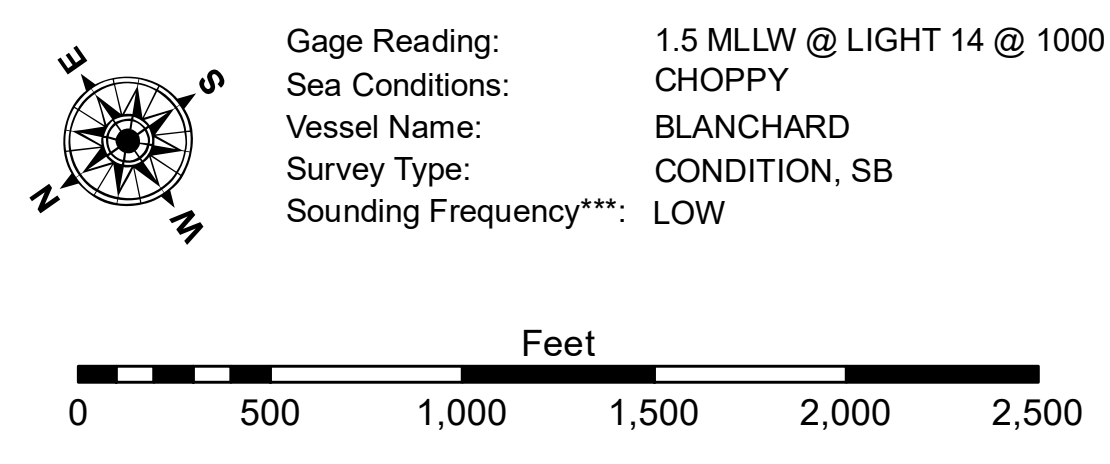 E
S
N
W
Gage Reading: 1.5 MLLW @ LIGHT 14 @ 1000
Sea Conditions: CHOPPY
Vessel Name: BLANCHARD
Survey Type: CONDITION, SB
Sounding Frequency***: LOW
Feet
0 500 1,000 1,500 2,000 2,500